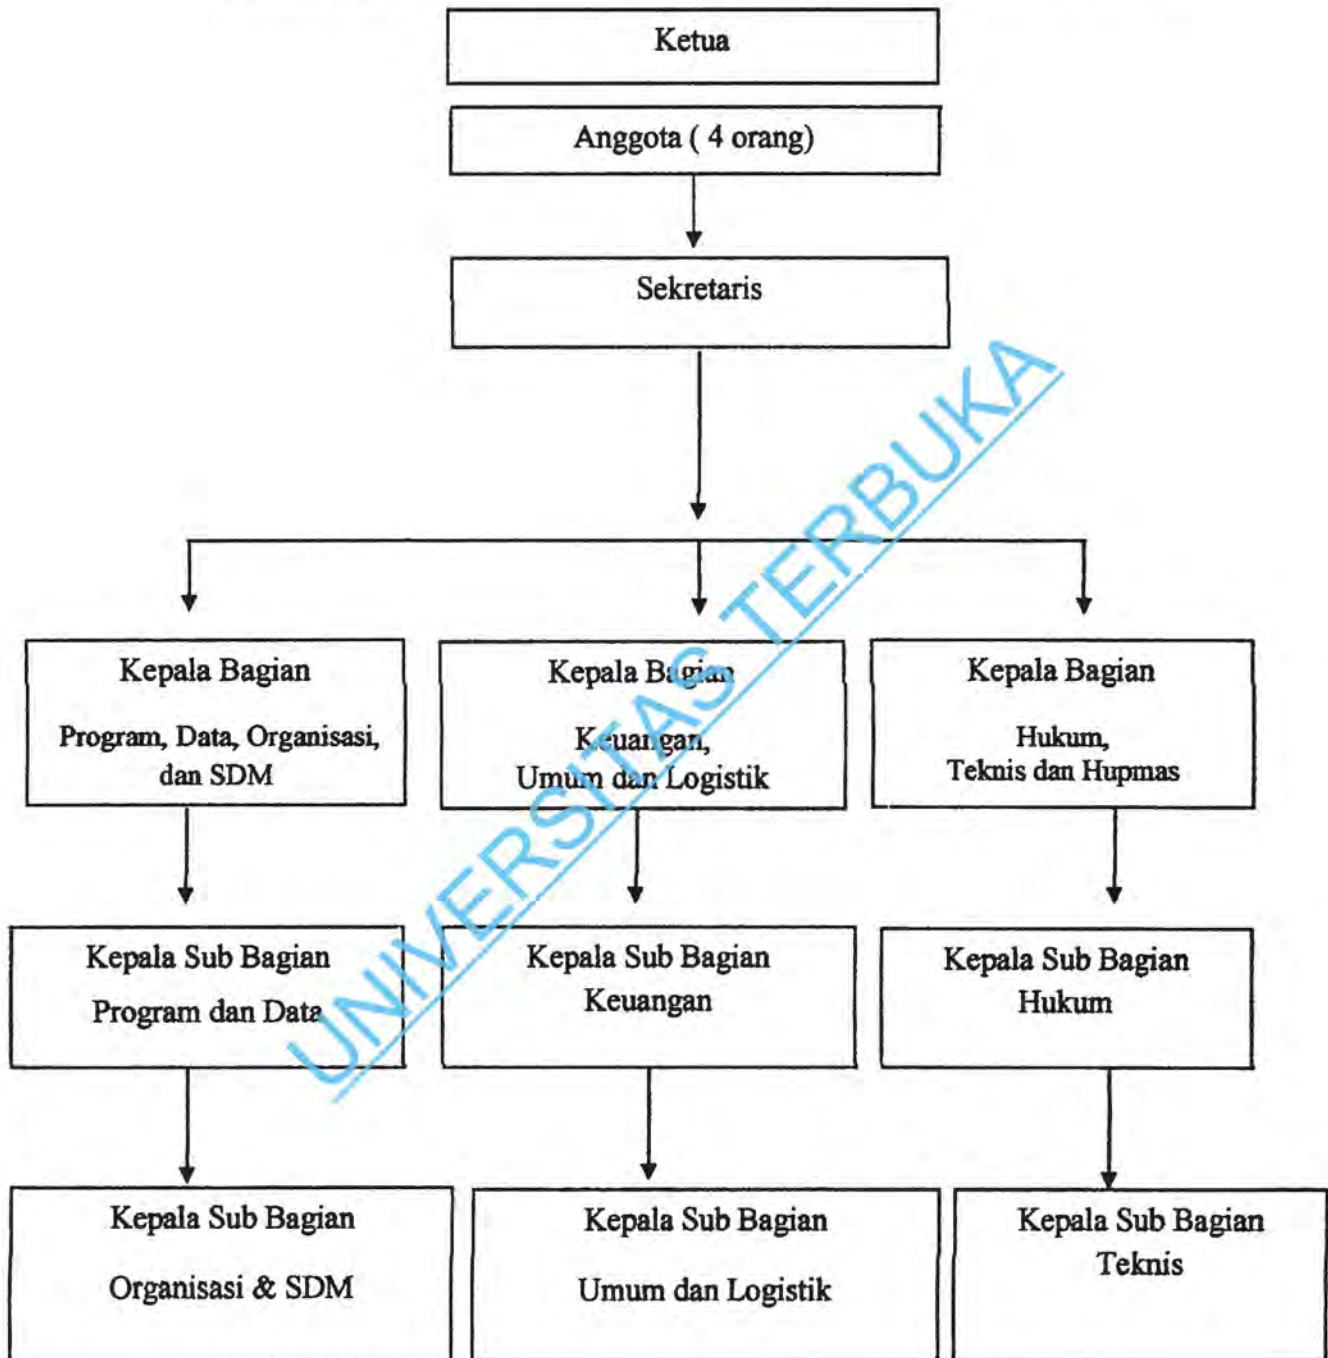 Ketua
Anggota ( 4 orang)
Sekretaris
Kepala Bagian
Program, Data, Organisasi,
dan SDM
Kepala Bagian
Keuangan,
Umum dan Logistik
Kepala Bagian
Hukum,
Teknis dan Hupmas
Kepala Sub Bagian
Program dan Data
Kepala Sub Bagian
Keuangan
Kepala Sub Bagian
Hukum
Kepala Sub Bagian
Organisasi & SDM
Kepala Sub Bagian
Umum dan Logistik
Kepala Sub Bagian
Teknis
UNIVERSITAS TERBUKA